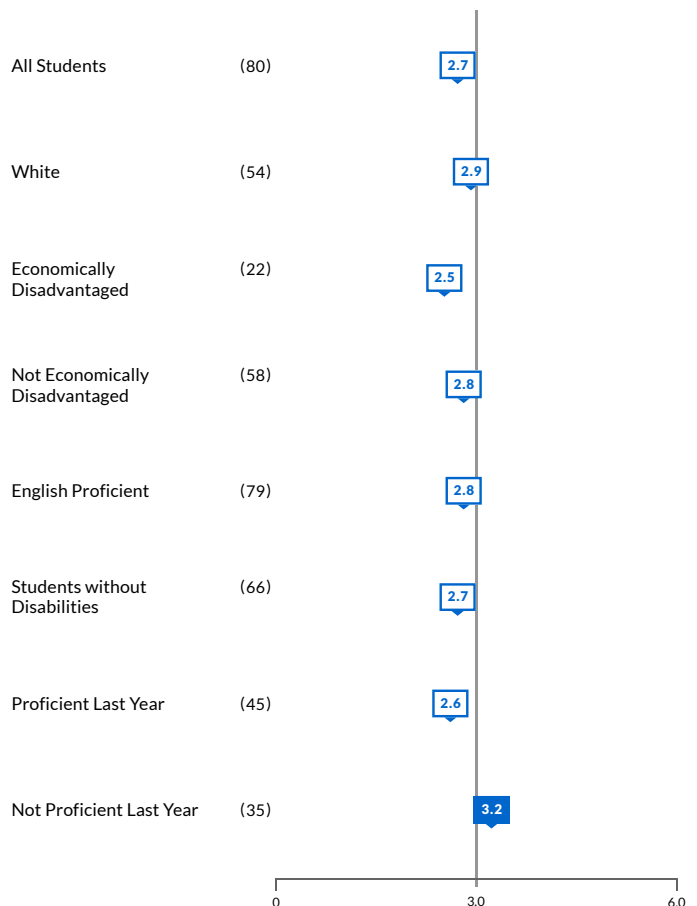 All Students (80) 2.7
White (54) 2.9
Economically (22) 2.5
Disadvantaged
Not Economically (58) 2.8
Disadvantaged
English Proficient (79) 2.8
Students without (66) 2.7
Disabilities
Proficient Last Year (45) 2.6
Not Proficient Last Year (35) 3.2
0 3.0 6.0